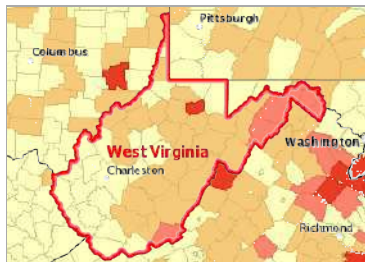 Pittsburgh
Columbus
West Virginia
Washington
Charleston
Richmond